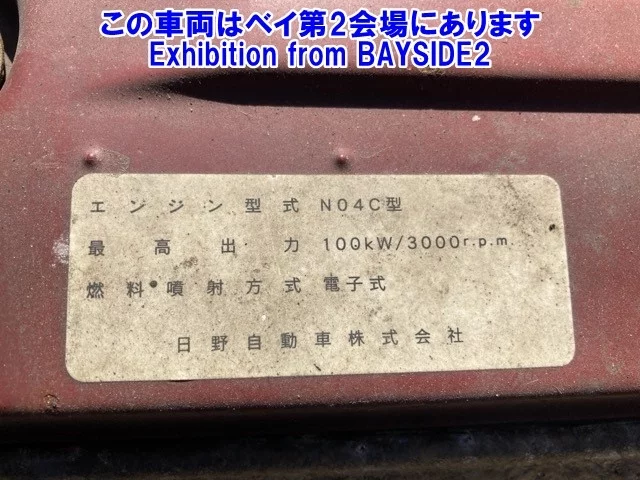 この車両はベイ第2会場にあります
Exhibition from BAYSIDE2
エンジン型式 N04C型
最高出力 100kW/3000r.p.m.
燃料噴射方式 電子式
日野自動車株式会社